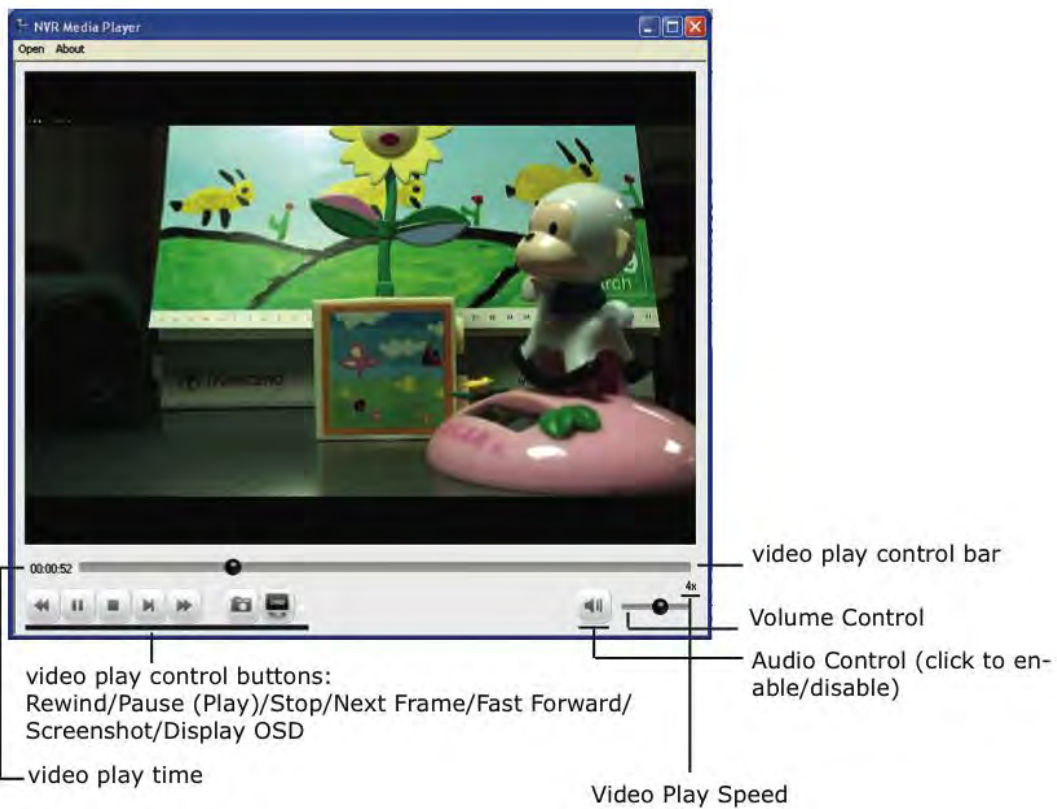 NVR Media Player
Open About
arch
Transcend
00:00:52
4x
video play control bar
Volume Control
Audio Control (click to en-
able/disable)
video play control buttons:
Rewind/Pause (Play)/Stop/Next Frame/Fast Forward/
Screenshot/Display OSD
video play time
Video Play Speed